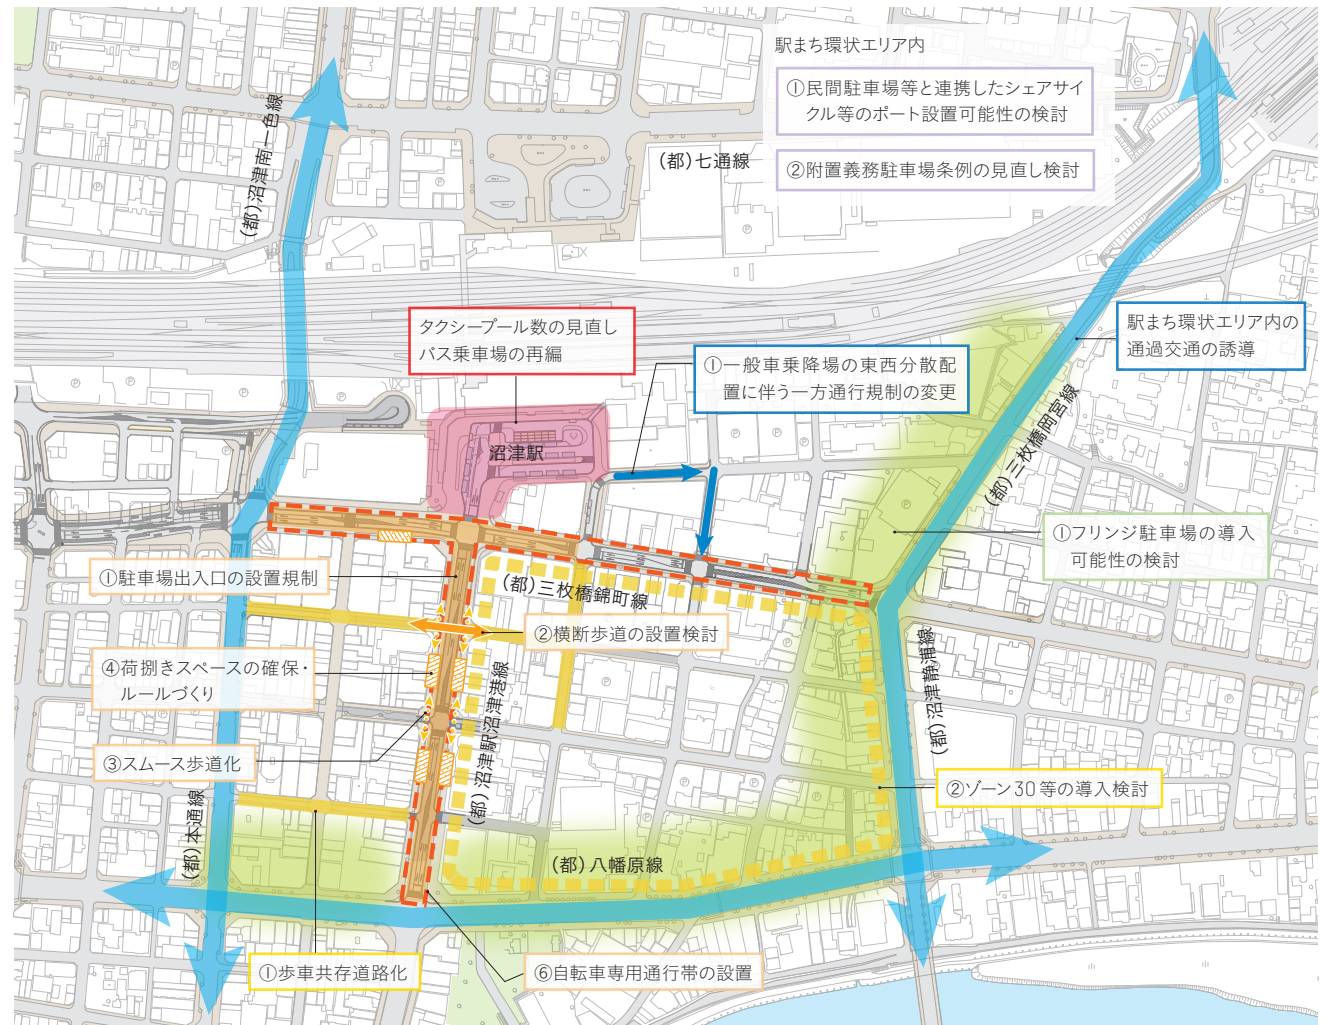 駅まち環状エリア内
①民間駐車場等と連携したシェアサイ
クル等のポート設置可能性の検討
②附置義務駐車場条例の見直し検討
(都)七通線
(都)沼津南一色線
タクシープール数の見直し
バス乗車場の再編
①一般車乗降場の東西分散配
置に伴う一方通行規制の変更
駅まち環状エリア内の
通過交通の誘導
沼津駅
(都)三枚橋岡宮線
①フリンジ駐車場の導入
可能性の検討
①駐車場出入口の設置規制
(都)三枚橋錦町線
②横断歩道の設置検討
④荷捌きスペースの確保・
ルールづくり
(都)沼津駅沼津港線
(都)沼津静浦線
③スムース歩道化
②ゾーン30等の導入検討
(都)本通線
(都)八幡原線
①歩車共存道路化
⑥自転車専用通行帯の設置